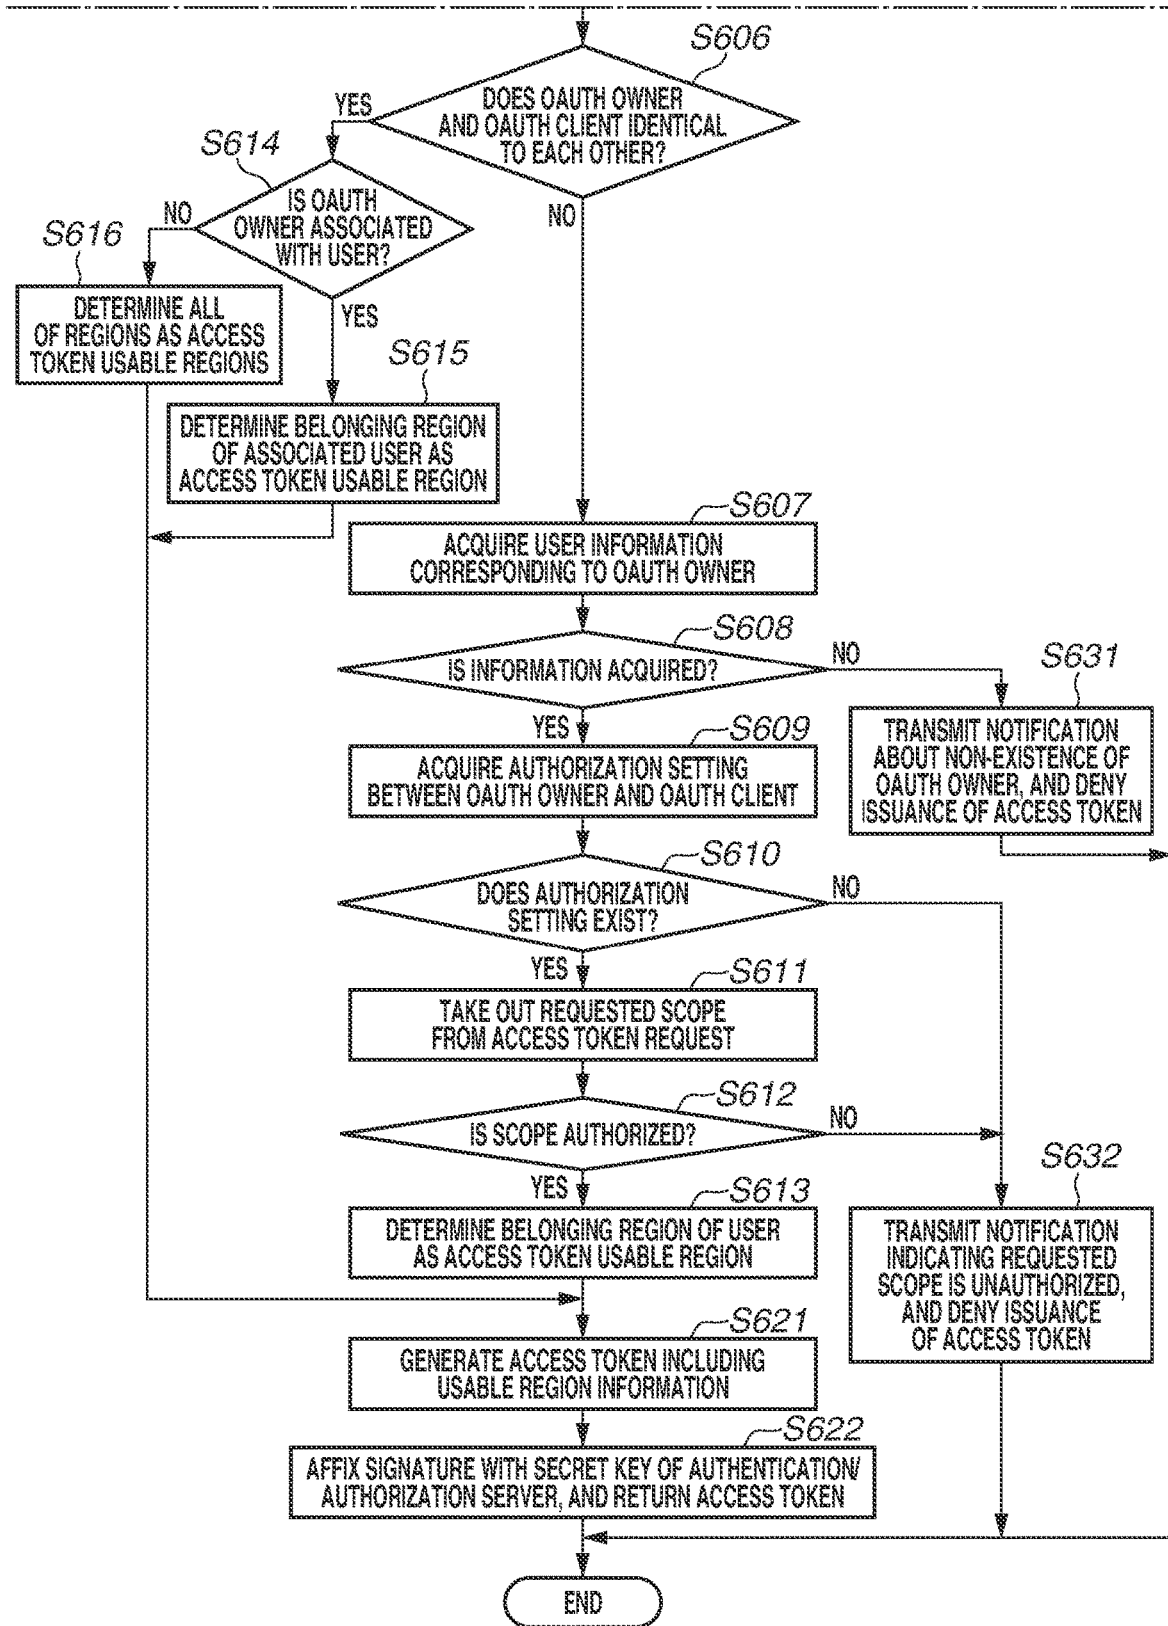 S606
DOES OAUTH OWNER
AND OAUTH CLIENT IDENTICAL
TO EACH OTHER?
YES
NO
S614
IS OAUTH
OWNER ASSOCIATED
WITH USER?
NO
YES
S616
DETERMINE ALL
OF REGIONS AS ACCESS
TOKEN USABLE REGIONS
S615
DETERMINE BELONGING REGION
OF ASSOCIATED USER AS
ACCESS TOKEN USABLE REGION
S607
ACQUIRE USER INFORMATION
CORRESPONDING TO OAUTH OWNER
S608
IS INFORMATION ACQUIRED?
NO
YES
S631
TRANSMIT NOTIFICATION
ABOUT NON-EXISTENCE OF
OAUTH OWNER, AND DENY
ISSUANCE OF ACCESS TOKEN
S609
ACQUIRE AUTHORIZATION SETTING
BETWEEN OAUTH OWNER AND OAUTH CLIENT
S610
DOES AUTHORIZATION
SETTING EXIST?
NO
YES
S611
TAKE OUT REQUESTED SCOPE
FROM ACCESS TOKEN REQUEST
S612
IS SCOPE AUTHORIZED?
NO
YES
S632
TRANSMIT NOTIFICATION
INDICATING REQUESTED
SCOPE IS UNAUTHORIZED,
AND DENY ISSUANCE
OF ACCESS TOKEN
S613
DETERMINE BELONGING REGION OF USER
AS ACCESS TOKEN USABLE REGION
S621
GENERATE ACCESS TOKEN INCLUDING
USABLE REGION INFORMATION
S622
AFFIX SIGNATURE WITH SECRET KEY OF AUTHENTICATION/
AUTHORIZATION SERVER, AND RETURN ACCESS TOKEN
END